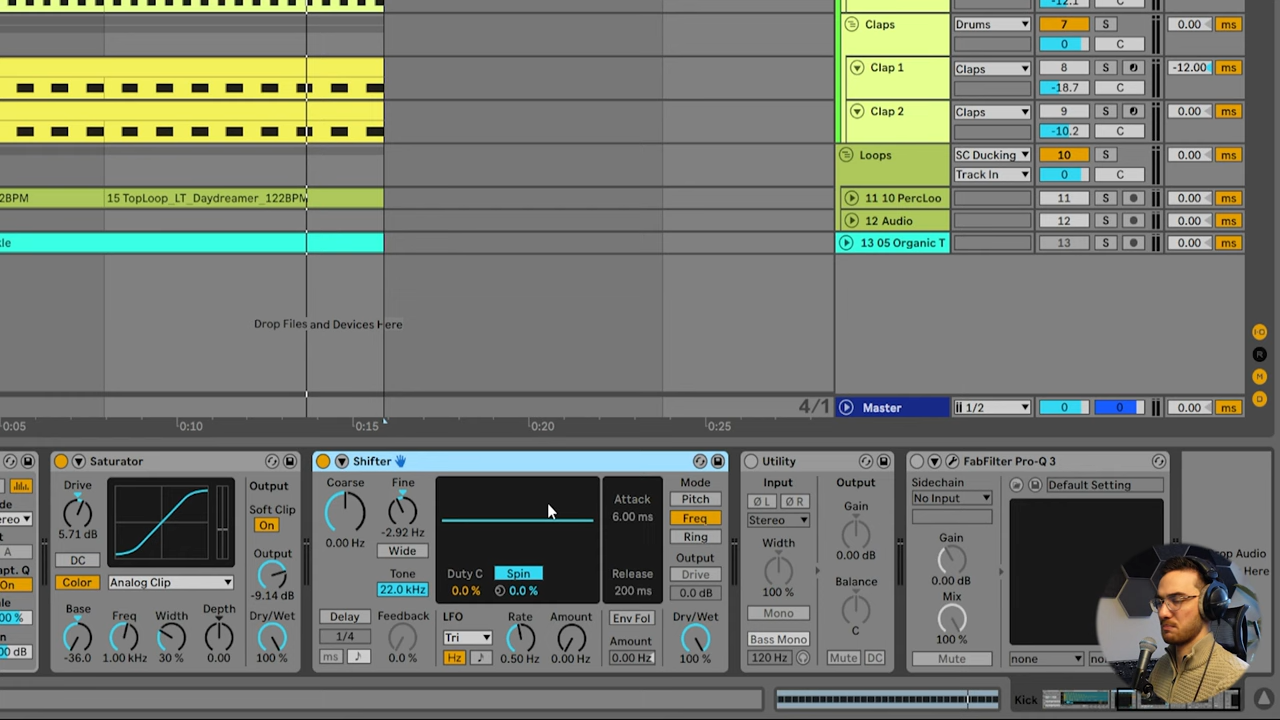 -12.1 C
Claps Drums 7 S 0.00 ms
0 C
Clap 1 Claps 8 S -12.00 ms
-18.7 C
Clap 2 Claps 9 S 0.00 ms
-10.2 C
Loops SC Ducking 10 S 0.00 ms
Track In 0 C
2BPM 15 TopLoop_LT_Daydreamer_122BPM 11 10 PercLoo 11 S 0.00 ms
12 Audio 12 S 0.00 ms
kle 13 05 Organic T 13 S 0.00 ms
Drop Files and Devices Here
4/1 Master 1/2 0 0 0.00 ms
0:05 0:10 0:15 0:20 0:25
Saturator
Drive
5.71 dB
DC
Color Analog Clip
Output
Soft Clip
On
Output
-9.14 dB
Base Freq Width Depth Dry/Wet
-36.0 1.00 kHz 30 % 0.00 100 %
Shifter
Coarse Fine
0.00 Hz -2.92 Hz
Wide
Tone
22.0 kHz
Delay Feedback
1/4
ms 0.0 %
Duty C Spin
0.0 % 0.0 %
LFO Rate Amount
Tri
Hz 0.50 Hz 0.00 Hz
Attack
6.00 ms
Release
200 ms
Env Fol
Amount
0.00 Hz
Mode
Pitch
Freq
Ring
Output
Drive
0.0 dB
Dry/Wet
100 %
Utility
Input Output
Ø L Ø R Gain
Stereo
0.00 dB
Width Balance
100 %
Mono C
Bass Mono
120 Hz Mute DC
FabFilter Pro-Q 3
Sidechain Default Setting
No Input
Gain
0.00 dB
Mix
100 %
Mute none
op Audio
Here
Kick
I·O
R
M
D